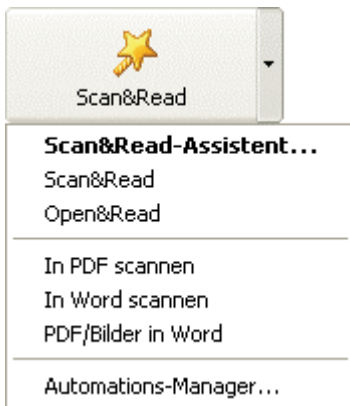 Scan&Read
Scan&Read-Assistent...
Scan&Read
Open&Read
In PDF scannen
In Word scannen
PDF/Bilder in Word
Automations-Manager...